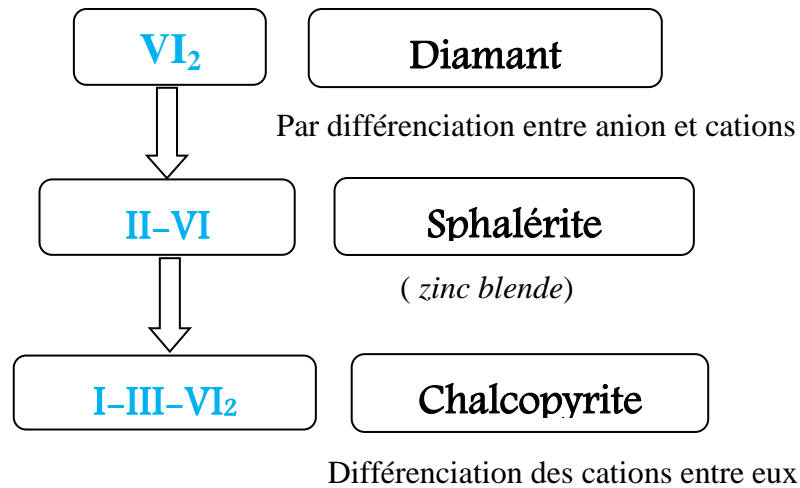 VI₂ Diamant
Par différenciation entre anion et cations
II–VI Sphalérite
( zinc blende)
I–III–VI₂ Chalcopyrite
Différenciation des cations entre eux